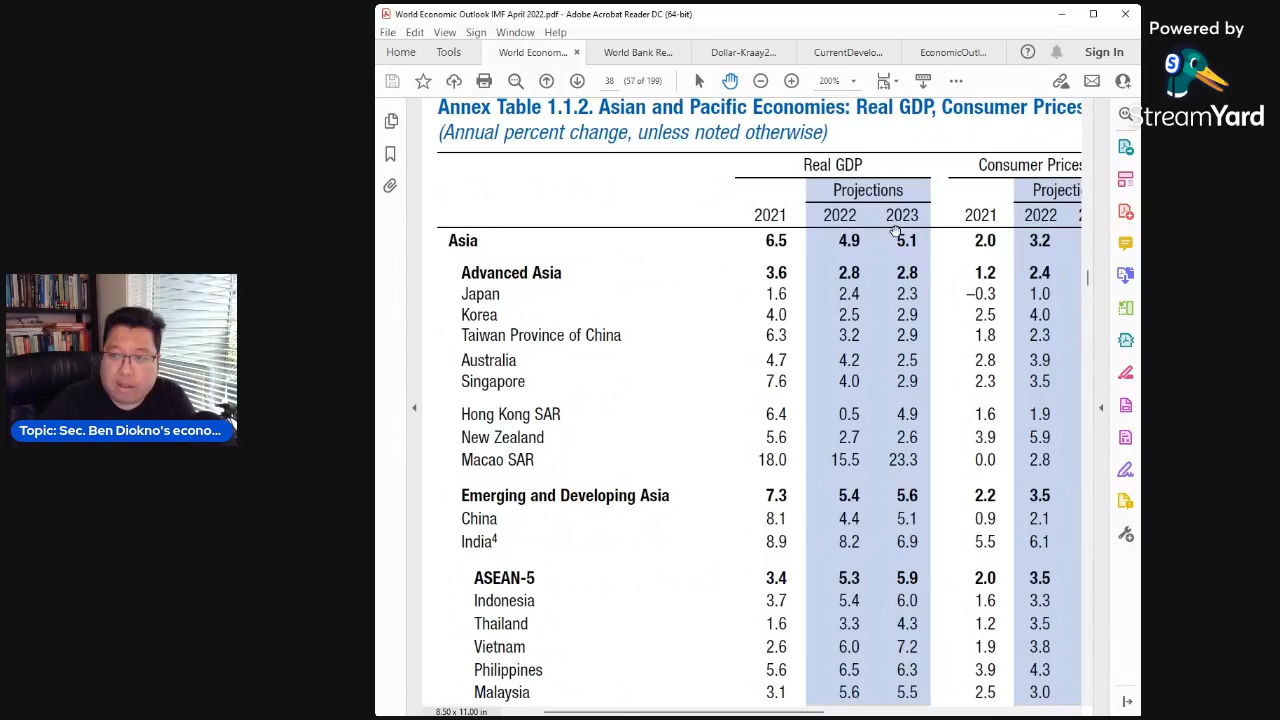 World Economic Outlook IMF April 2022.pdf - Adobe Acrobat Reader DC (64-bit)
Powered by
StreamYard
File Edit View Sign Window Help
Home Tools World Econom... × World Bank Re... Dollar-Kraay2... CurrentDevelo... EconomicOutl... Sign In
38 (57 of 199) 200%
Annex Table 1.1.2. Asian and Pacific Economies: Real GDP, Consumer Prices
(Annual percent change, unless noted otherwise)
Real GDP Consumer Prices
Projections Projecti
2021 2022 2023 2021 2022
Asia 6.5 4.9 5.1 2.0 3.2
Advanced Asia 3.6 2.8 2.8 1.2 2.4
Japan 1.6 2.4 2.3 –0.3 1.0
Korea 4.0 2.5 2.9 2.5 4.0
Taiwan Province of China 6.3 3.2 2.9 1.8 2.3
Australia 4.7 4.2 2.5 2.8 3.9
Singapore 7.6 4.0 2.9 2.3 3.5
Hong Kong SAR 6.4 0.5 4.9 1.6 1.9
New Zealand 5.6 2.7 2.6 3.9 5.9
Macao SAR 18.0 15.5 23.3 0.0 2.8
Emerging and Developing Asia 7.3 5.4 5.6 2.2 3.5
China 8.1 4.4 5.1 0.9 2.1
India4 8.9 8.2 6.9 5.5 6.1
ASEAN-5 3.4 5.3 5.9 2.0 3.5
Indonesia 3.7 5.4 6.0 1.6 3.3
Thailand 1.6 3.3 4.3 1.2 3.5
Vietnam 2.6 6.0 7.2 1.9 3.8
Philippines 5.6 6.5 6.3 3.9 4.3
Malaysia 3.1 5.6 5.5 2.5 3.0
8.50 x 11.00 in
Topic: Sec. Ben Diokno's econo...